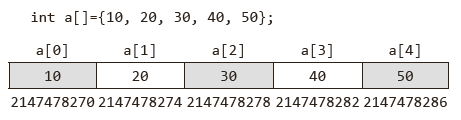 int a[]={10, 20, 30, 40, 50};
a[0] a[1] a[2] a[3] a[4]
10 20 30 40 50
2147478270 2147478274 2147478278 2147478282 2147478286